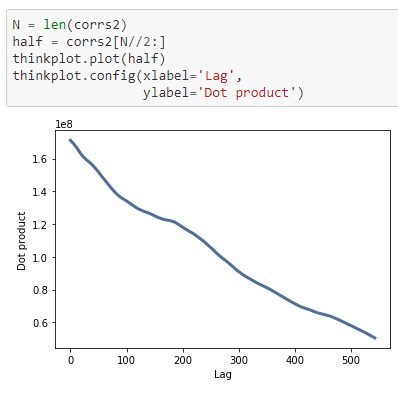 N = len(corrs2)
half = corrs2[N//2:]
thinkplot.plot(half)
thinkplot.config(xlabel='Lag',
ylabel='Dot product')
1e8
1.6
1.4
1.2
1.0
0.8
0.6
Dot product
0 100 200 300 400 500
Lag